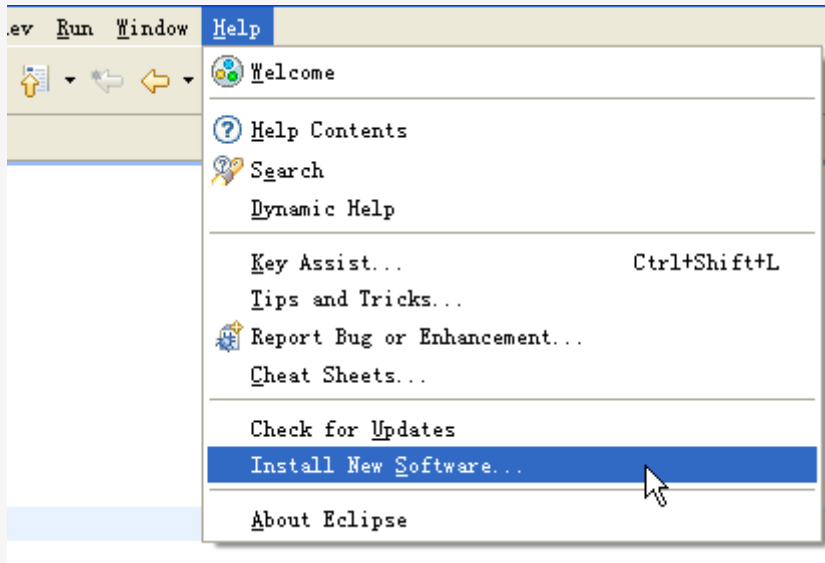 ev Run Window Help
Welcome
Help Contents
Search
Dynamic Help
Key Assist... Ctrl+Shift+L
Tips and Tricks...
Report Bug or Enhancement...
Cheat Sheets...
Check for Updates
Install New Software...
About Eclipse